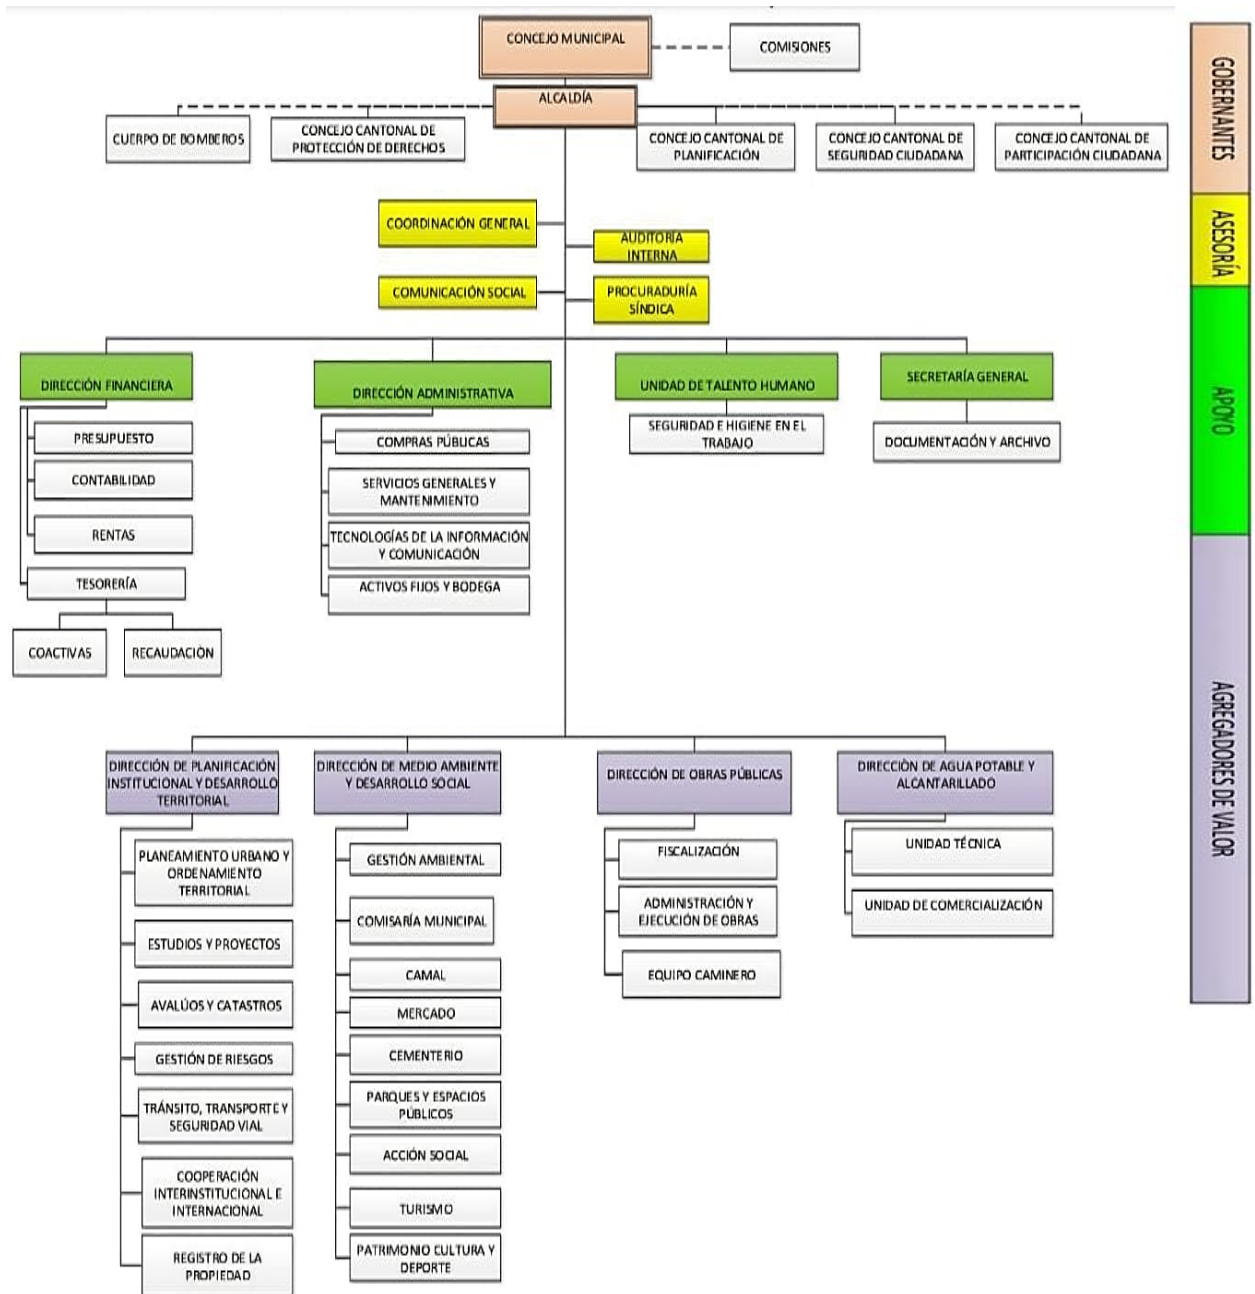 CONCEJO MUNICIPAL
COMISIONES
ALCALDÍA
CUERPO DE BOMBEROS
CONCEJO CANTONAL DE
PROTECCIÓN DE DERECHOS
CONCEJO CANTONAL DE
PLANIFICACIÓN
CONCEJO CANTONAL DE
SEGURIDAD CIUDADANA
CONCEJO CANTONAL DE
PARTICIPACIÓN CIUDADANA
GOBERNANTES
COORDINACIÓN GENERAL
AUDITORÍA
INTERNA
COMUNICACIÓN SOCIAL
PROCURADURÍA
SÍNDICA
ASESORÍA
DIRECCIÓN FINANCIERA
PRESUPUESTO
CONTABILIDAD
RENTAS
TESORERÍA
COACTIVAS
RECAUDACIÓN
DIRECCIÓN ADMINISTRATIVA
COMPRAS PÚBLICAS
SERVICIOS GENERALES Y
MANTENIMIENTO
TECNOLOGÍAS DE LA INFORMACIÓN
Y COMUNICACIÓN
ACTIVOS FIJOS Y BODEGA
UNIDAD DE TALENTO HUMANO
SEGURIDAD E HIGIENE EN EL
TRABAJO
SECRETARÍA GENERAL
DOCUMENTACIÓN Y ARCHIVO
APOYO
DIRECCIÓN DE PLANIFICACIÓN
INSTITUCIONAL Y DESARROLLO
TERRITORIAL
PLANEAMIENTO URBANO Y
ORDENAMIENTO
TERRITORIAL
ESTUDIOS Y PROYECTOS
AVALÚOS Y CATASTROS
GESTIÓN DE RIESGOS
TRÁNSITO, TRANSPORTE Y
SEGURIDAD VIAL
COOPERACIÓN
INTERINSTITUCIONAL E
INTERNACIONAL
REGISTRO DE LA
PROPIEDAD
DIRECCIÓN DE MEDIO AMBIENTE
Y DESARROLLO SOCIAL
GESTIÓN AMBIENTAL
COMISARÍA MUNICIPAL
CAMAL
MERCADO
CEMENTERIO
PARQUES Y ESPACIOS
PÚBLICOS
ACCIÓN SOCIAL
TURISMO
PATRIMONIO CULTURA Y
DEPORTE
DIRECCIÓN DE OBRAS PÚBLICAS
FISCALIZACIÓN
ADMINISTRACIÓN Y
EJECUCIÓN DE OBRAS
EQUIPO CAMINERO
DIRECCIÓN DE AGUA POTABLE Y
ALCANTARILLADO
UNIDAD TÉCNICA
UNIDAD DE COMERCIALIZACIÓN
AGREGADORES DE VALOR